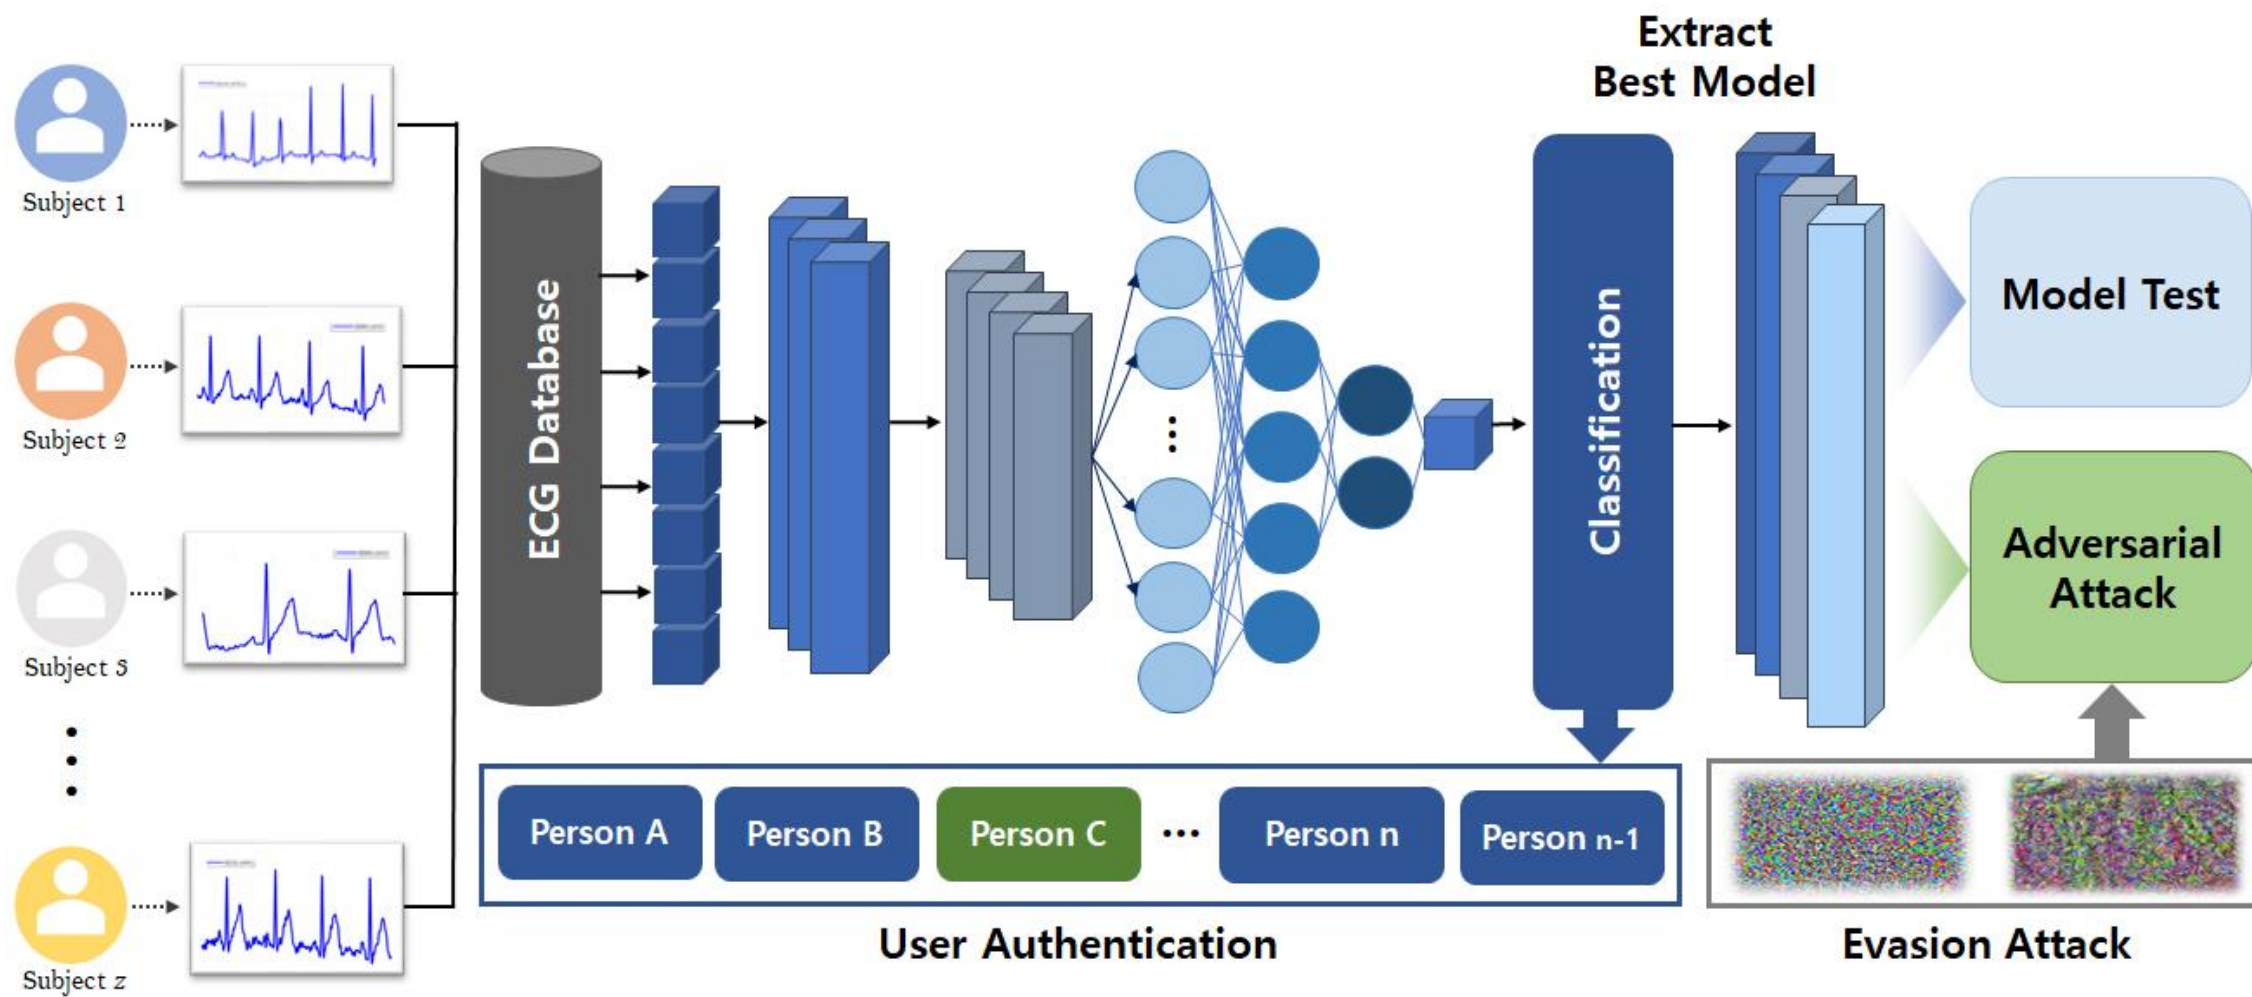 Extract
Best Model
Subject 1
Subject 2
Subject 3
Subject z
ECG Database
Classification
Model Test
Adversarial
Attack
Person A
Person B
Person C
...
Person n
Person n-1
User Authentication
Evasion Attack